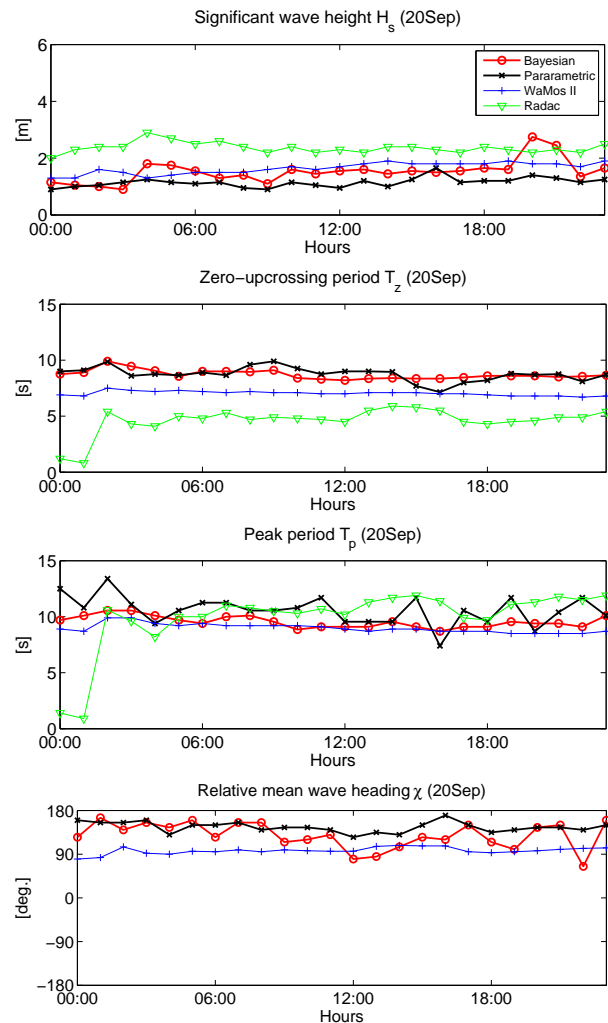 Significant wave height H_s (20Sep)
6
4
2
0
[m]
Bayesian
Pararametric
WaMos II
Radac
00:00 06:00 12:00 18:00
Hours
Zero−upcrossing period T_z (20Sep)
15
10
5
0
[s]
00:00 06:00 12:00 18:00
Hours
Peak period T_p (20Sep)
15
10
5
0
[s]
00:00 06:00 12:00 18:00
Hours
Relative mean wave heading χ (20Sep)
180
90
0
−90
−180
[deg.]
00:00 06:00 12:00 18:00
Hours